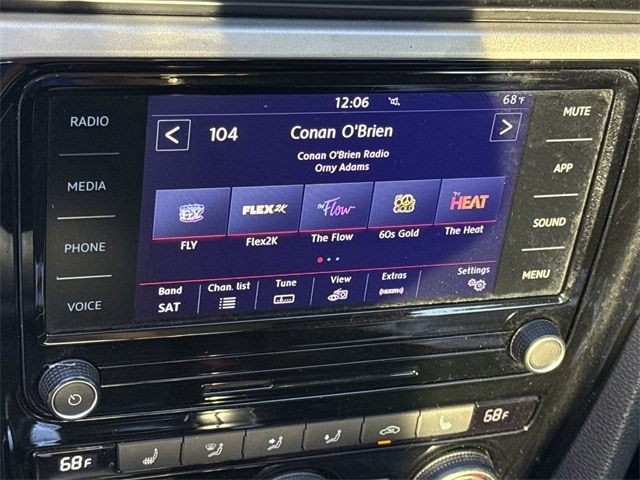 12:06 68°F
RADIO
MEDIA
PHONE
VOICE
< 104 Conan O'Brien >
Conan O'Brien Radio
Orny Adams
FLEX2K
the Flow
60s GOLD
The HEAT
FLY
Flex2K
The Flow
60s Gold
The Heat
Band
SAT
Chan. list
Tune
View
Extras
(((SXM)))
Settings
MUTE
APP
SOUND
MENU
68°F
68°F